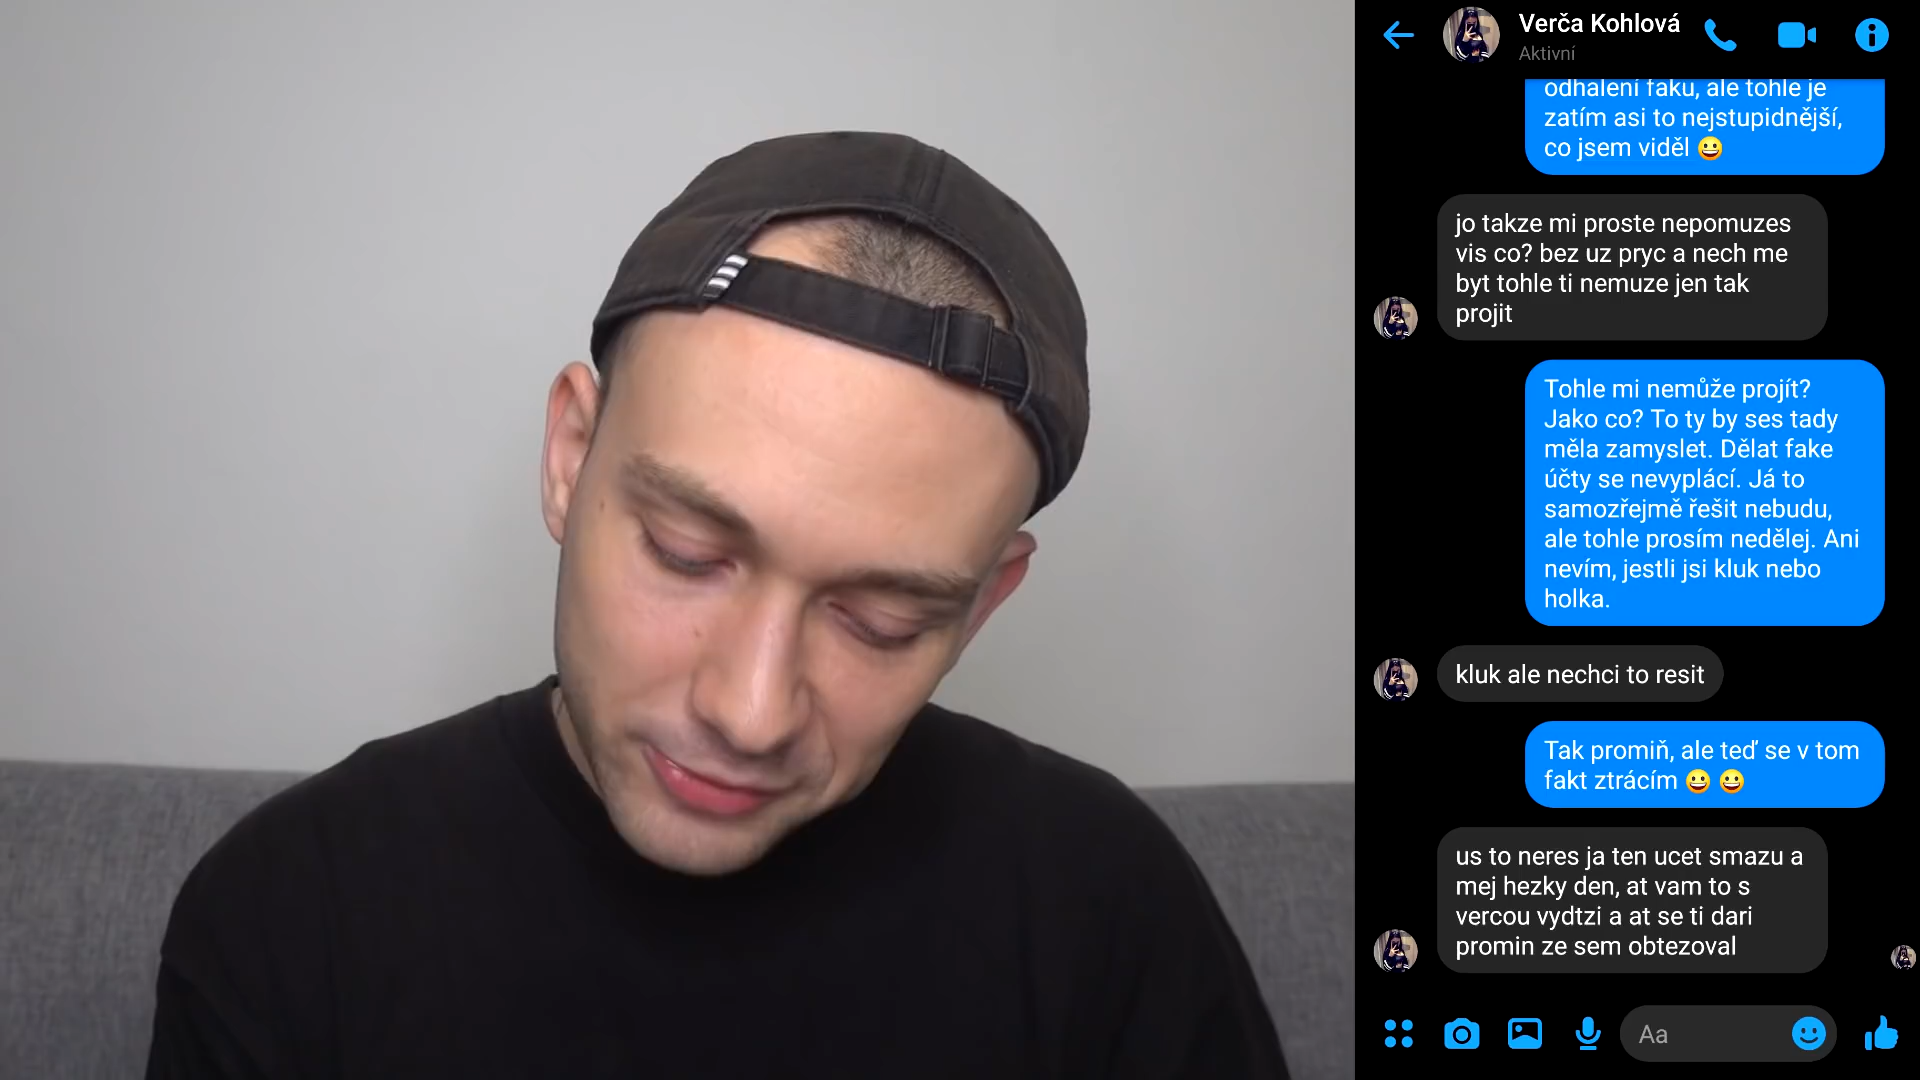 Verča Kohlová
Aktivní
odhalení faků, ale tohle je
zatím asi to nejstupidnější,
co jsem viděl 😀
jo takze mi proste nepomuzes
vis co? bez uz pryc a nech me
byt tohle ti nemuze jen tak
projit
Tohle mi nemůže projít?
Jako co? To ty by ses tady
měla zamyslet. Dělat fake
účty se nevyplácí. Já to
samozřejmě řešit nebudu,
ale tohle prosím nedělej. Ani
nevím, jestli jsi kluk nebo
holka.
kluk ale nechci to resit
Tak promiň, ale teď se v tom
fakt ztrácím 😀 😀
us to neres ja ten ucet smazu a
mej hezky den, at vam to s
vercou vydtzi a at se ti dari
promin ze sem obtezoval
Aa